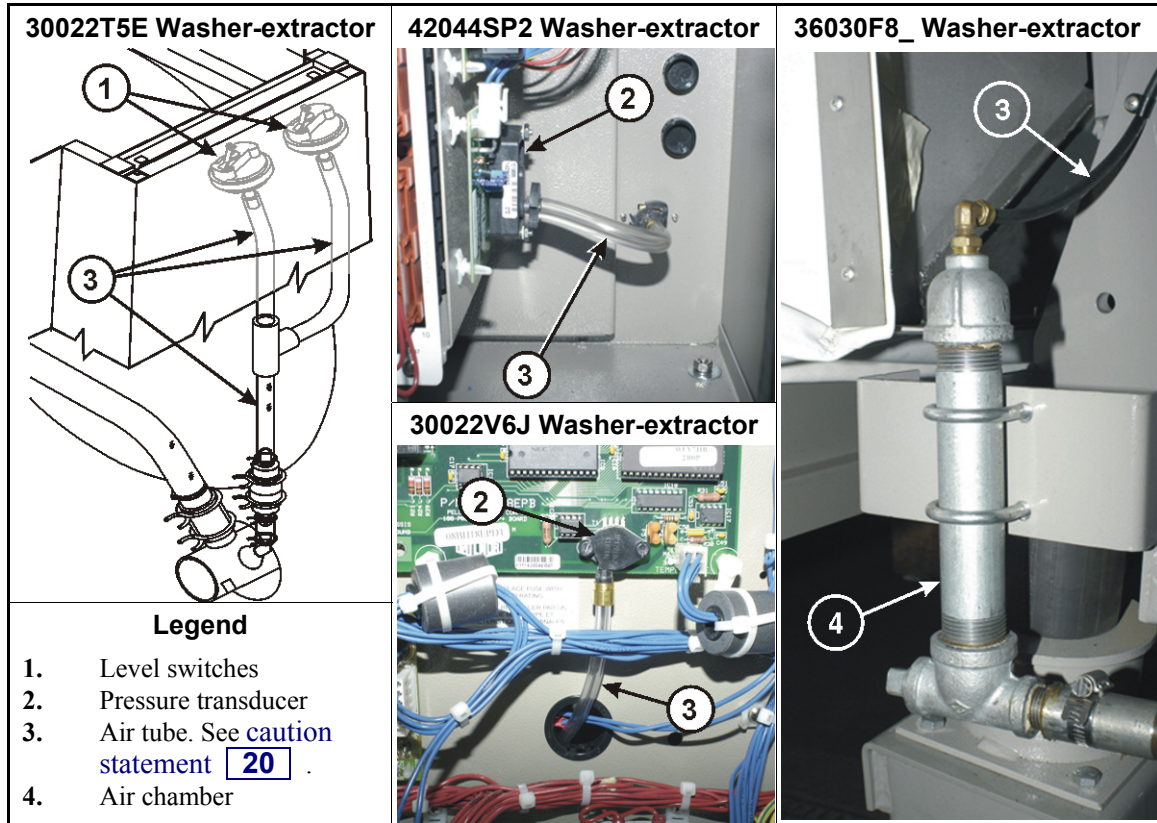 30022T5E Washer-extractor
1
3
Legend
1. Level switches
2. Pressure transducer
3. Air tube. See caution
statement 20 .
4. Air chamber
42044SP2 Washer-extractor
2
3
30022V6J Washer-extractor
2
TEMP
3
36030F8_ Washer-extractor
3
4